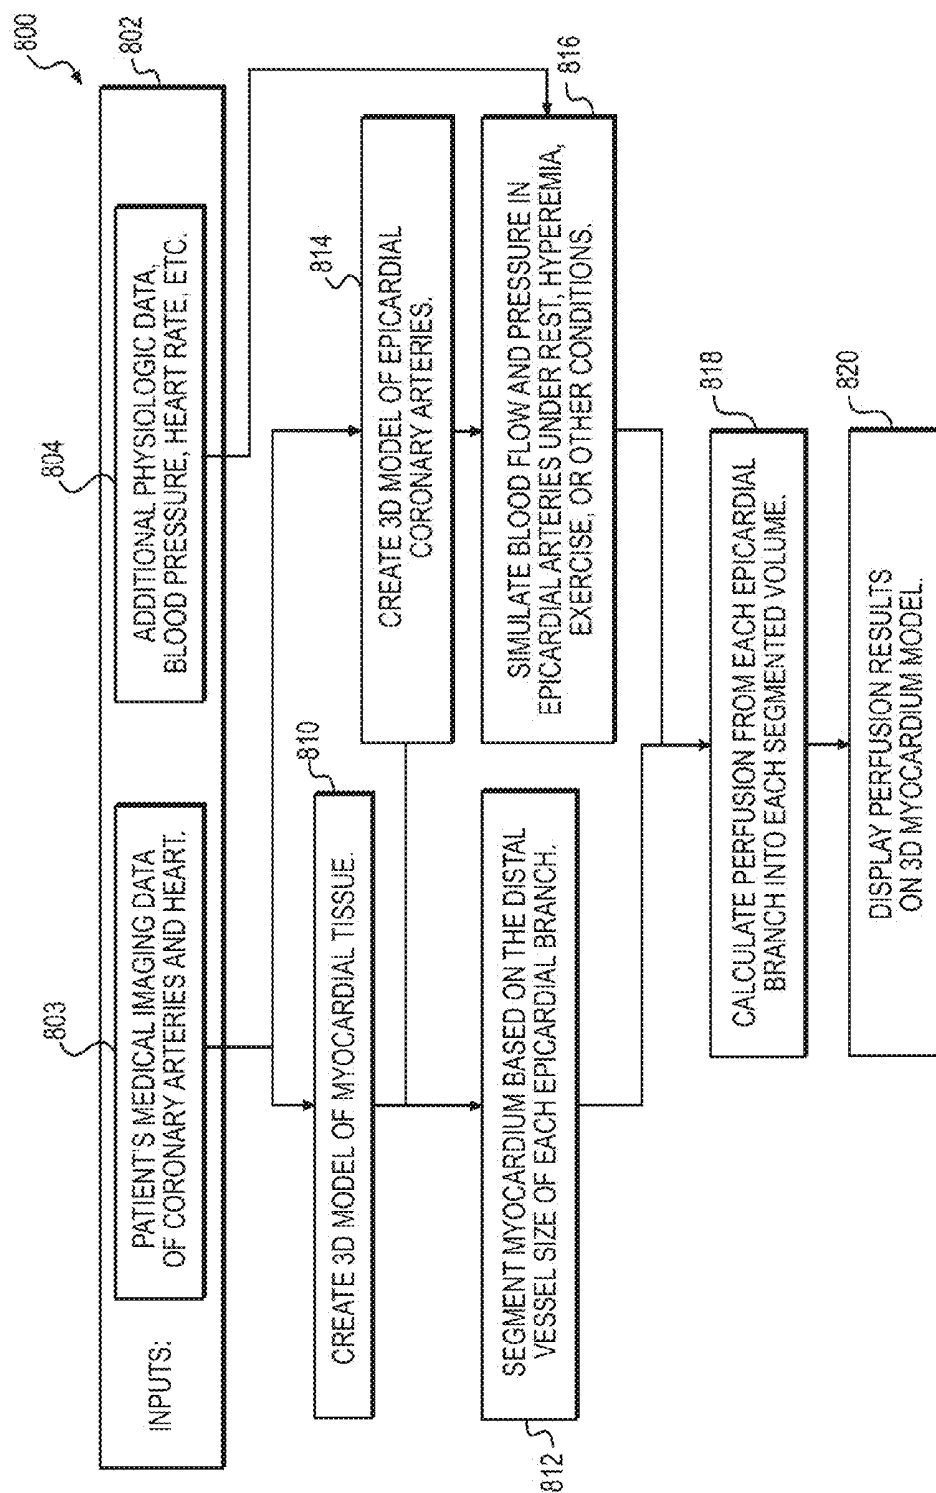 800
802
INPUTS:
803
PATIENT'S MEDICAL IMAGING DATA
OF CORONARY ARTERIES AND HEART.
804
ADDITIONAL PHYSIOLOGIC DATA,
BLOOD PRESSURE, HEART RATE, ETC.
810
CREATE 3D MODEL OF MYOCARDIAL TISSUE.
814
CREATE 3D MODEL OF EPICARDIAL
CORONARY ARTERIES.
812
SEGMENT MYOCARDIUM BASED ON THE DISTAL
VESSEL SIZE OF EACH EPICARDIAL BRANCH.
816
SIMULATE BLOOD FLOW AND PRESSURE IN
EPICARDIAL ARTERIES UNDER REST, HYPEREMIA,
EXERCISE, OR OTHER CONDITIONS.
818
CALCULATE PERFUSION FROM EACH EPICARDIAL
BRANCH INTO EACH SEGMENTED VOLUME.
820
DISPLAY PERFUSION RESULTS
ON 3D MYOCARDIUM MODEL.